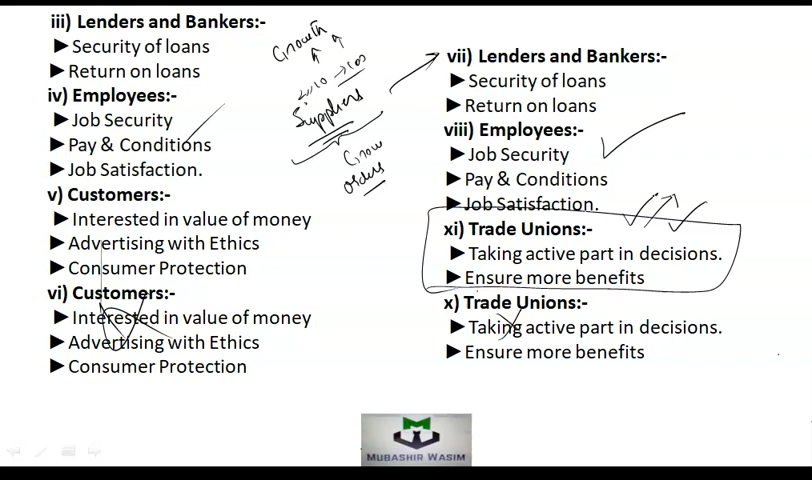 iii) Lenders and Bankers:-
►Security of loans
►Return on loans
iv) Employees:-
►Job Security
►Pay & Conditions
►Job Satisfaction.
v) Customers:-
►Interested in value of money
►Advertising with Ethics
►Consumer Protection
vi) Customers:-
►Interested in value of money
►Advertising with Ethics
►Consumer Protection
Growth
10 → 100
Suppliers
Grow
orders
vii) Lenders and Bankers:-
►Security of loans
►Return on loans
viii) Employees:-
►Job Security
►Pay & Conditions
►Job Satisfaction.
xi) Trade Unions:-
►Taking active part in decisions.
►Ensure more benefits
x) Trade Unions:-
►Taking active part in decisions.
►Ensure more benefits
MUBASHIR WASIM